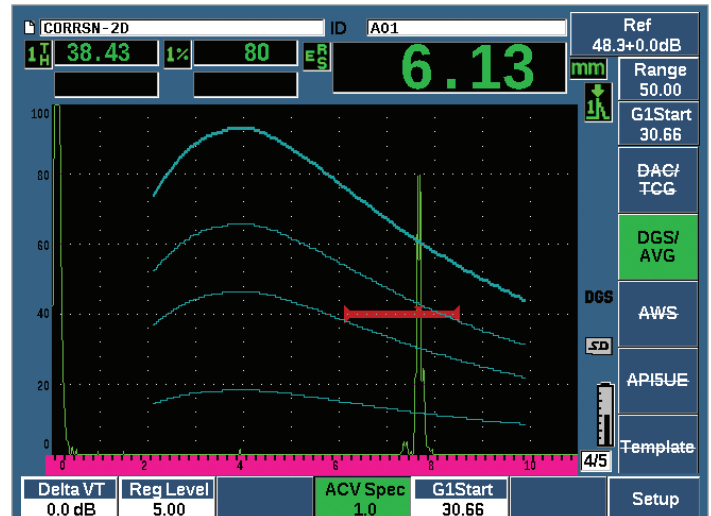 CORRSN-2D
ID
A01
Ref
48.3+0.0dB
1TH
38.43
1%
80
ERS
6.13
mm
Range
50.00
1
G1Start
30.66
DAC/
TCG
DGS/
AVG
DGS
AWS
SD
API5UE
Template
4/5
100
80
60
40
20
0
0 2 4 6 8 10
Delta VT
0.0 dB
Reg Level
5.00
ACV Spec
1.0
G1Start
30.66
Setup